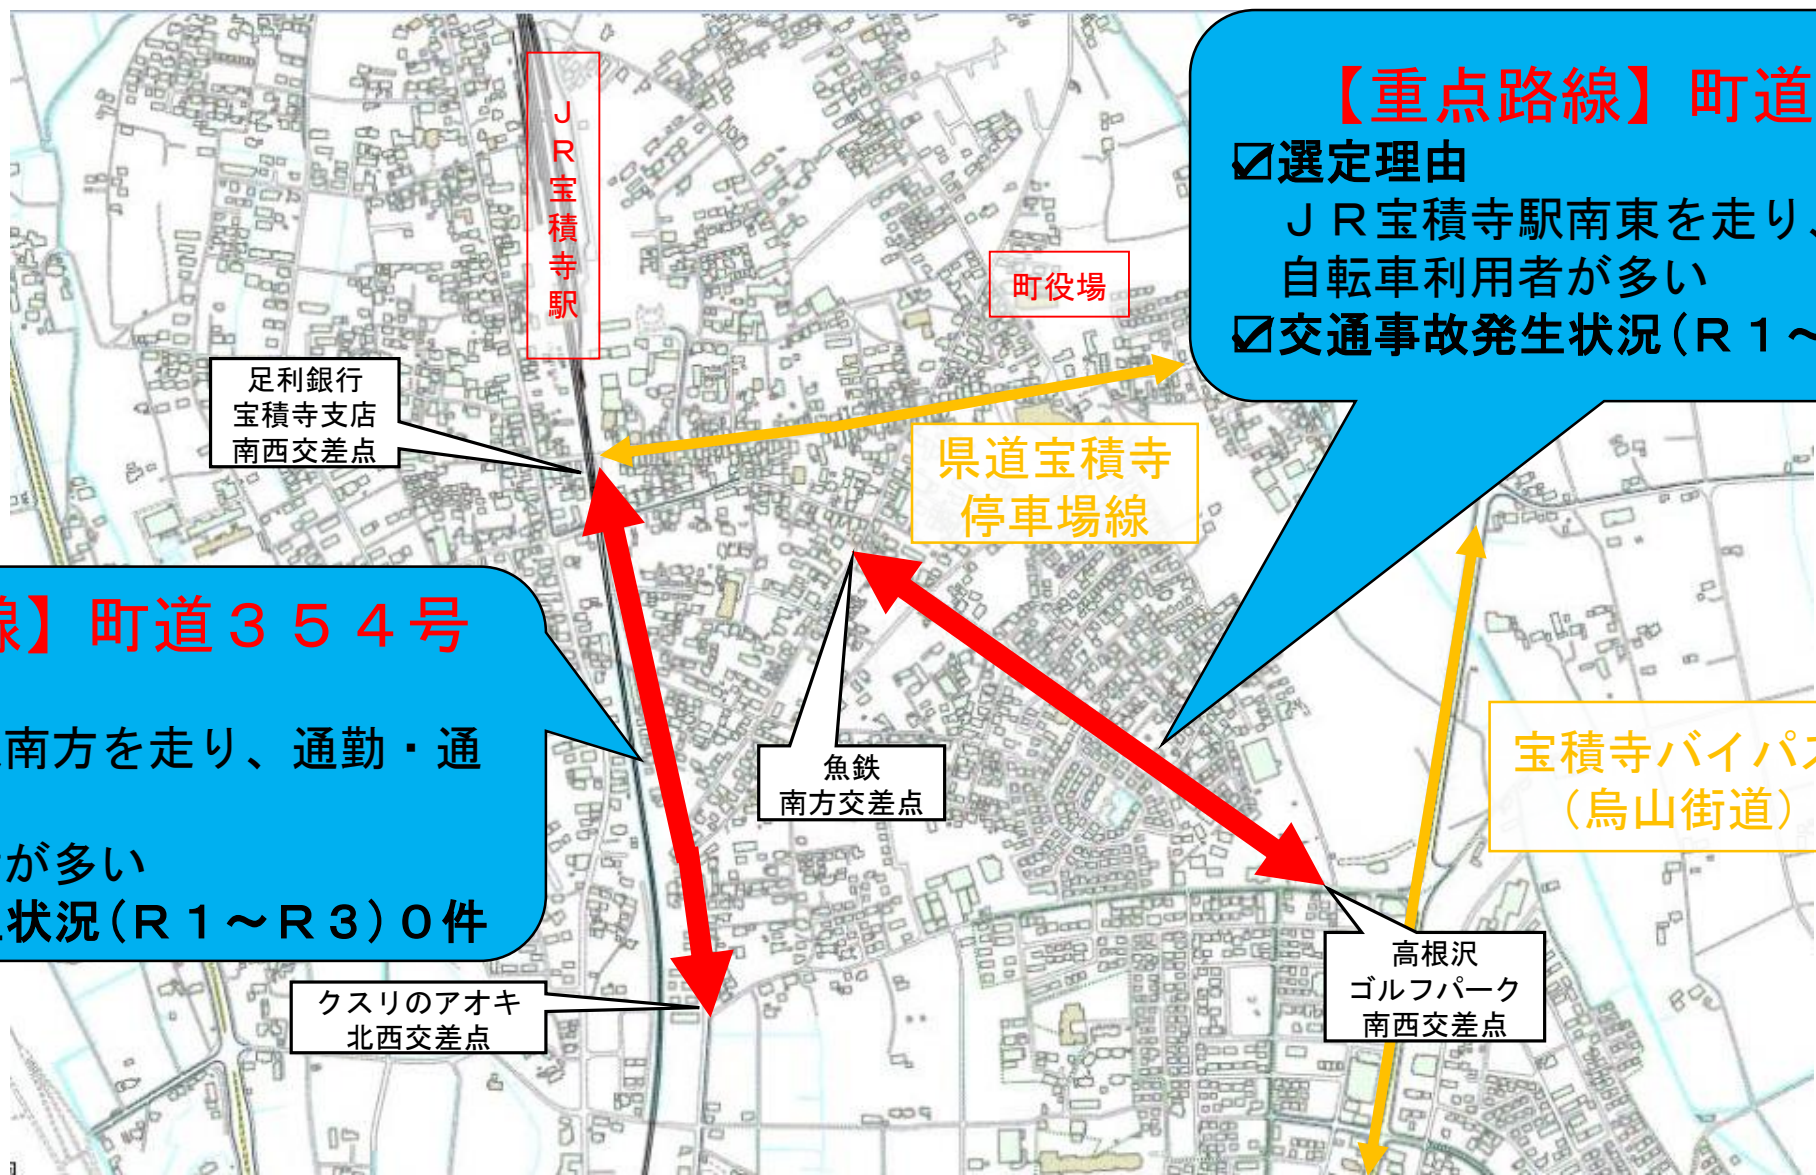 【重点路線】町道
☑選定理由
ＪＲ宝積寺駅南東を走り、
自転車利用者が多い
☑交通事故発生状況（Ｒ１～
ＪＲ宝積寺駅
町役場
足利銀行
宝積寺支店
南西交差点
県道宝積寺
停車場線
線】町道３５４号
南方を走り、通勤・通
が多い
状況（Ｒ１～Ｒ３）０件
魚鉄
南方交差点
宝積寺バイパス
（烏山街道）
高根沢
ゴルフパーク
南西交差点
クスリのアオキ
北西交差点